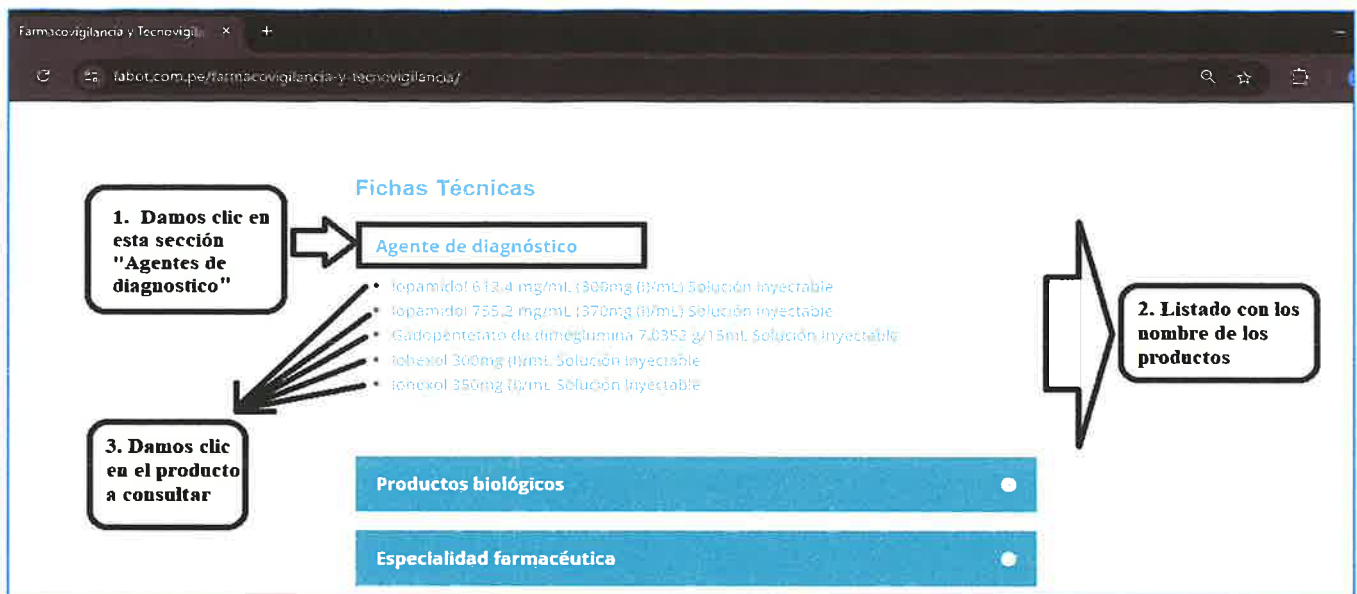 Farmacovigilancia y Tecnovigil
fabot.com.pe/farmacovigilancia-y-tecnovigilancia/
Fichas Técnicas
1. Damos clic en
esta sección
"Agentes de
diagnostico"
Agente de diagnóstico
• Iopamidol 612.4 mg/mL (300mg (I)/mL) Solución Inyectable
• Iopamidol 755.2 mg/mL (370mg (I)/mL) Solución Inyectable
• Gadopentetato de dimeglumina 7.0352 g/15mL Solución Inyectable
• Iohexol 300mg (I)/mL Solución Inyectable
• Iohexol 350mg (I)/mL Solución Inyectable
2. Listado con los
nombre de los
productos
3. Damos clic
en el producto
a consultar
Productos biológicos
Especialidad farmacéutica